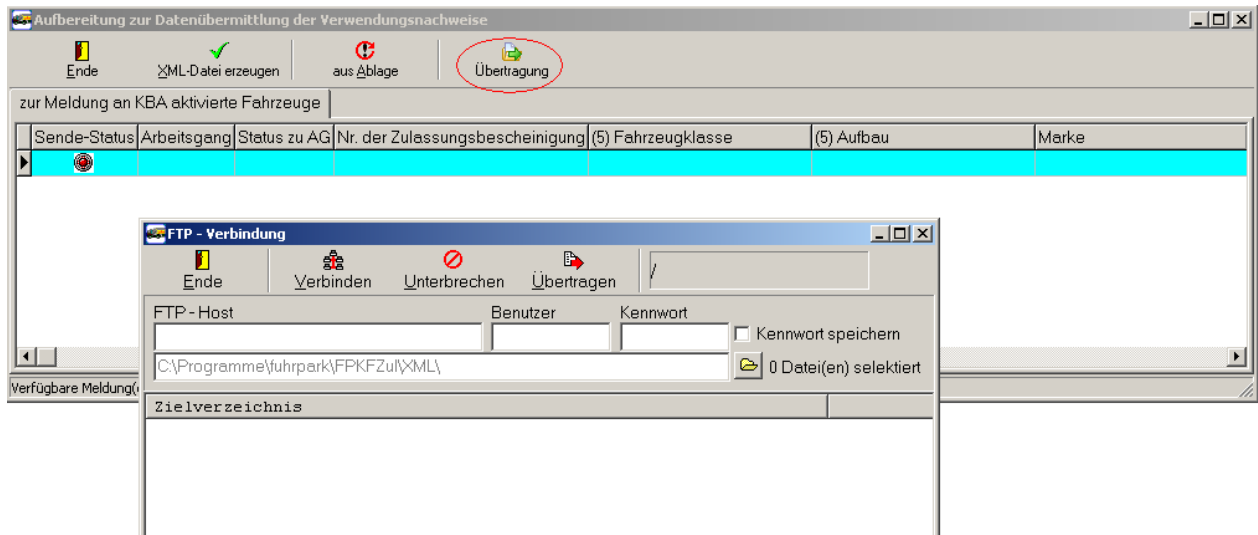 Aufbereitung zur Datenübermittlung der Verwendungsnachweise
Ende XML-Datei erzeugen aus Ablage Übertragung
zur Meldung an KBA aktivierte Fahrzeuge
Sende-Status Arbeitsgang Status zu AG Nr. der Zulassungsbescheinigung (5) Fahrzeugklasse (5) Aufbau Marke
FTP - Verbindung
Ende Verbinden Unterbrechen Übertragen /
FTP - Host Benutzer Kennwort
Kennwort speichern
C:\Programme\fuhrpark\FPKFZul\XML\ 0 Datei(en) selektiert
Verfügbare Meldung(
Zielverzeichnis